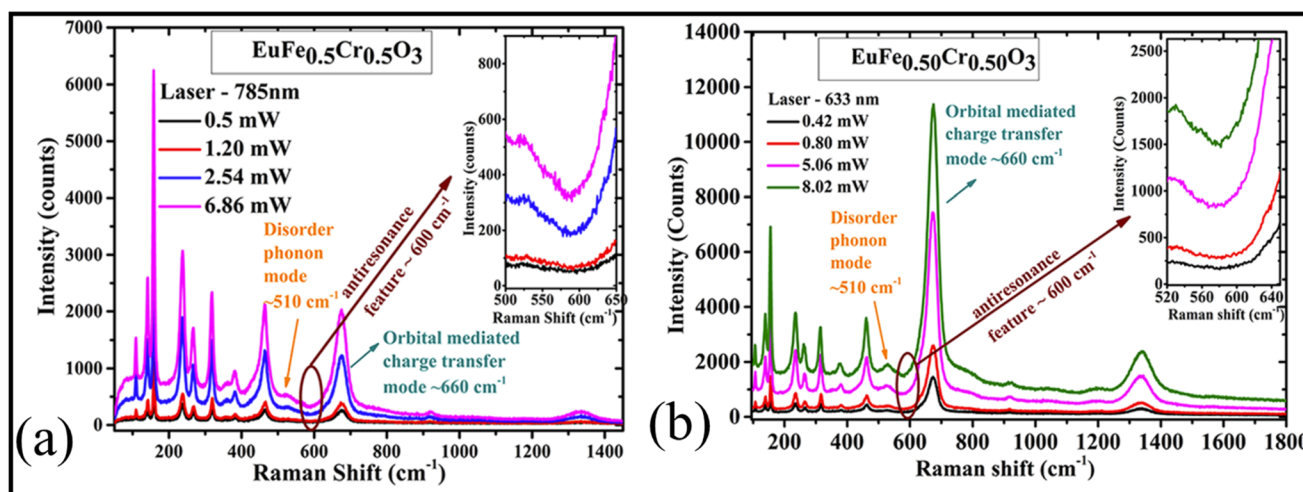 EuFe0.5Cr0.5O3
Laser - 785nm
0.5 mW
1.20 mW
2.54 mW
6.86 mW
Disorder
phonon
mode
~510 cm-1
antiresonance
feature ~ 600 cm-1
Orbital mediated
charge transfer
mode ~660 cm-1
Intensity (counts)
7000
6000
5000
4000
3000
2000
1000
500
0
200
400
600
800
1000
1200
1400
Raman Shift (cm-1)
Intensity (counts)
800
600
400
200
0
500
550
600
650
Raman Shift (cm-1)
(a)
EuFe0.50Cr0.50O3
Laser - 633 nm
0.42 mW
0.80 mW
5.06 mW
8.02 mW
Orbital mediated
charge transfer
mode ~660 cm-1
Disorder
phonon
mode
~510 cm-1
antiresonance
feature ~ 600 cm-1
Intensity (Counts)
14000
12000
10000
8000
6000
4000
2000
0
200
400
600
800
1000
1200
1400
1600
1800
Raman shift (cm-1)
Intensity (Counts)
2500
2000
1500
1000
500
0
520
560
600
640
Raman Shift (cm-1)
(b)